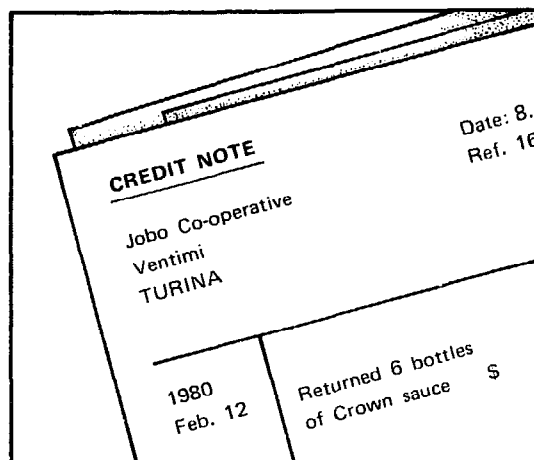 CREDIT NOTE
Date: 8.
Ref. 16
Jobo Co-operative
Ventimi
TURINA
1980
Feb. 12
Returned 6 bottles
of Crown sauce $